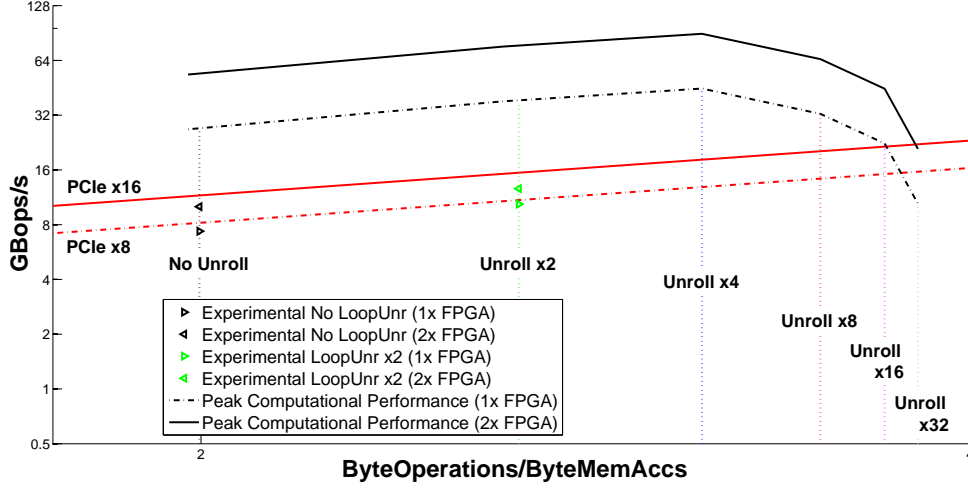 128
64
32
16
8
4
2
1
0.5
GBops/s
PCIe x16
PCIe x8
No Unroll
Unroll x2
Unroll x4
Unroll x8
Unroll
x16
Unroll
x32
Experimental No LoopUnr (1x FPGA)
Experimental No LoopUnr (2x FPGA)
Experimental LoopUnr x2 (1x FPGA)
Experimental LoopUnr x2 (2x FPGA)
Peak Computational Performance (1x FPGA)
Peak Computational Performance (2x FPGA)
2
4
ByteOperations/ByteMemAccs